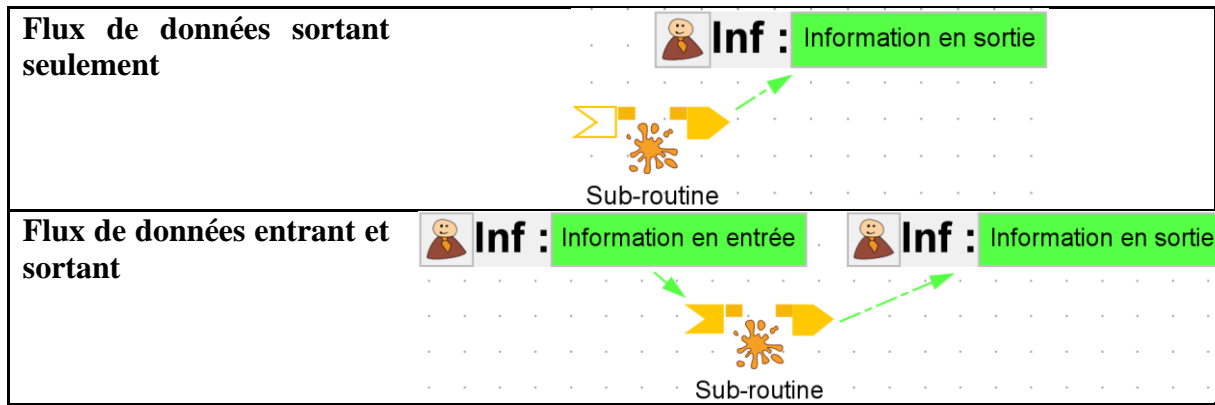 Flux de données sortant
seulement
Inf : Information en sortie
Sub-routine
Flux de données entrant et
sortant
Inf : Information en entrée
Inf : Information en sortie
Sub-routine